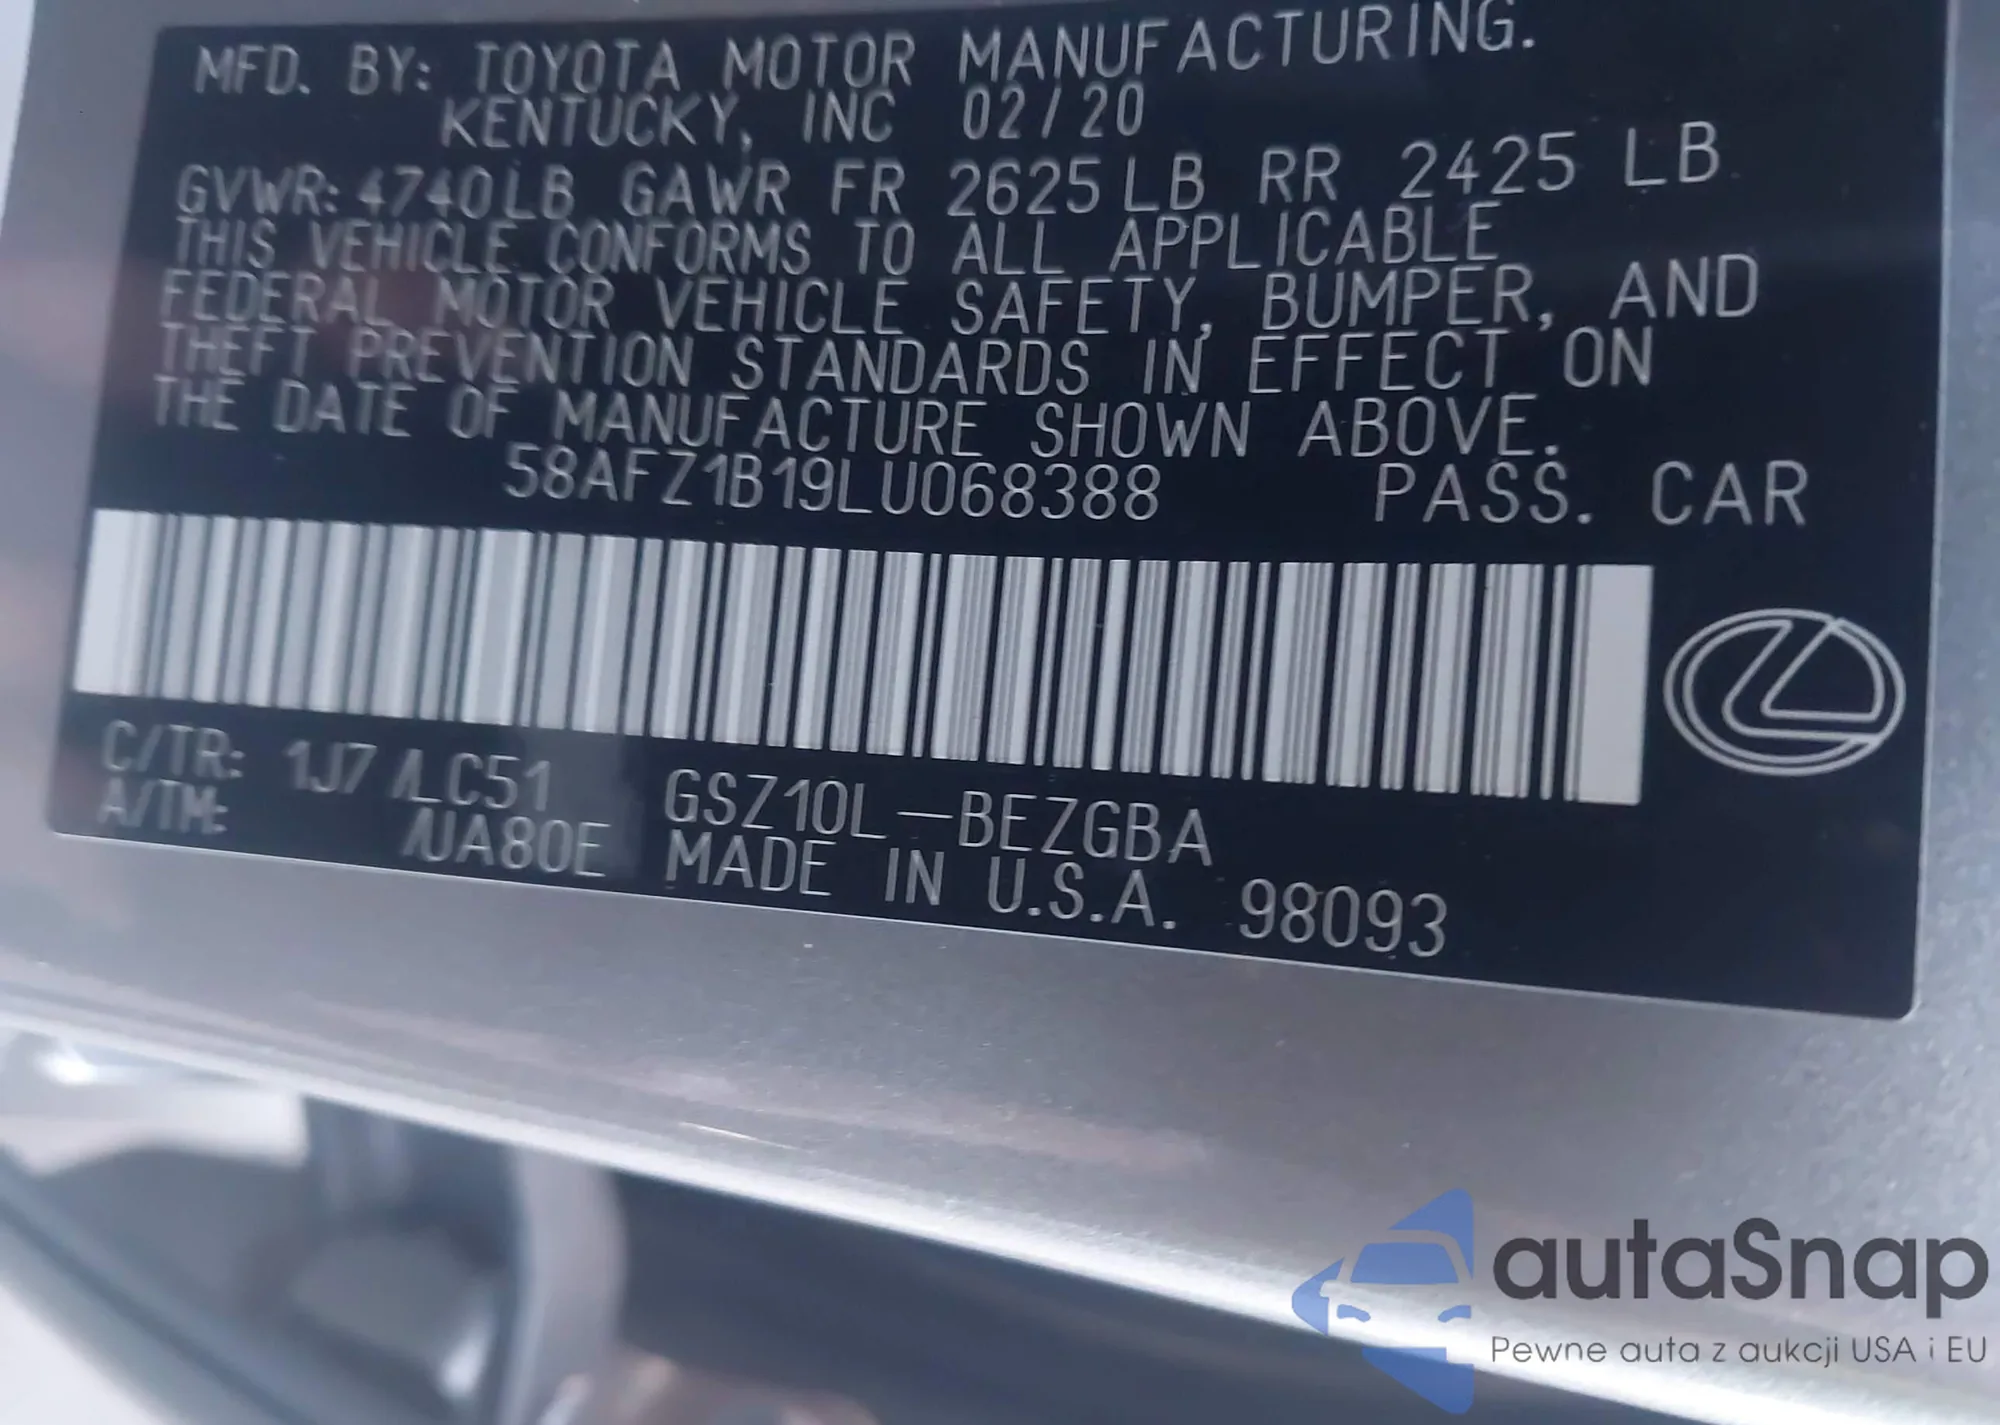 MFD. BY: TOYOTA MOTOR MANUFACTURING.
KENTUCKY, INC 02/20
GVWR: 4740LB GAWR FR 2625LB RR 2425 LB
THIS VEHICLE CONFORMS TO ALL APPLICABLE
FEDERAL MOTOR VEHICLE SAFETY, BUMPER, AND
THEFT PREVENTION STANDARDS IN EFFECT ON
THE DATE OF MANUFACTURE SHOWN ABOVE.
58AFZ1B19LU068388 PASS. CAR
C/TR: 1J7 /LC51 GSZ10L-BEZGBA
A/TM: /UA80E MADE IN U.S.A. 98093
autaSnap
Pewne auta z aukcji USA i EU